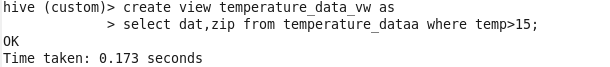 hive (custom)> create view temperature_data_vw as
> select dat,zip from temperature_dataa where temp>15;
OK
Time taken: 0.173 seconds